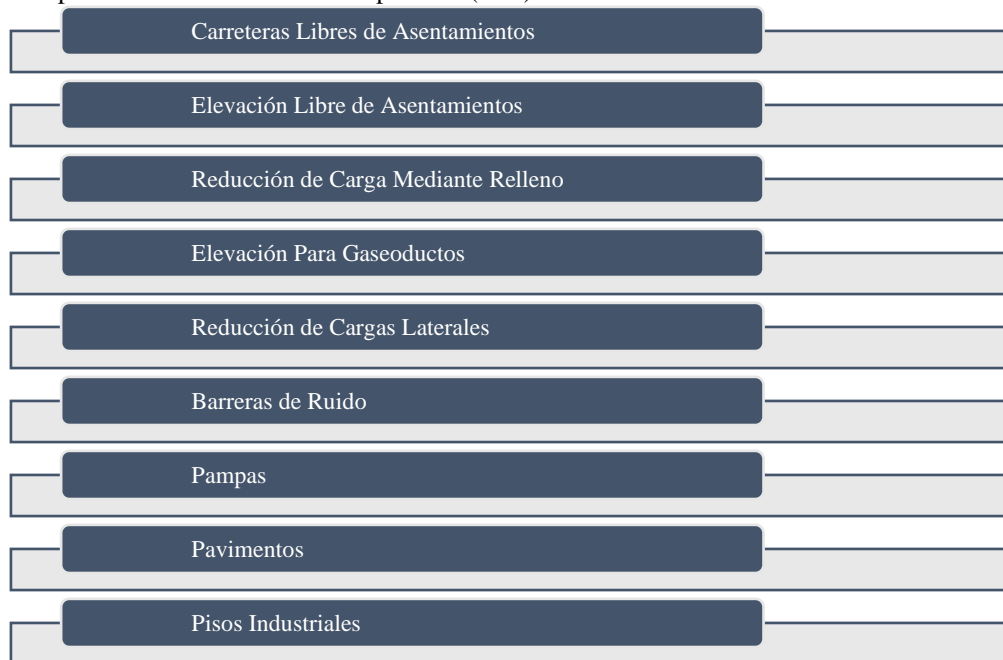 Carreteras Libres de Asentamientos
Elevación Libre de Asentamientos
Reducción de Carga Mediante Relleno
Elevación Para Gaseoductos
Reducción de Cargas Laterales
Barreras de Ruido
Pampas
Pavimentos
Pisos Industriales